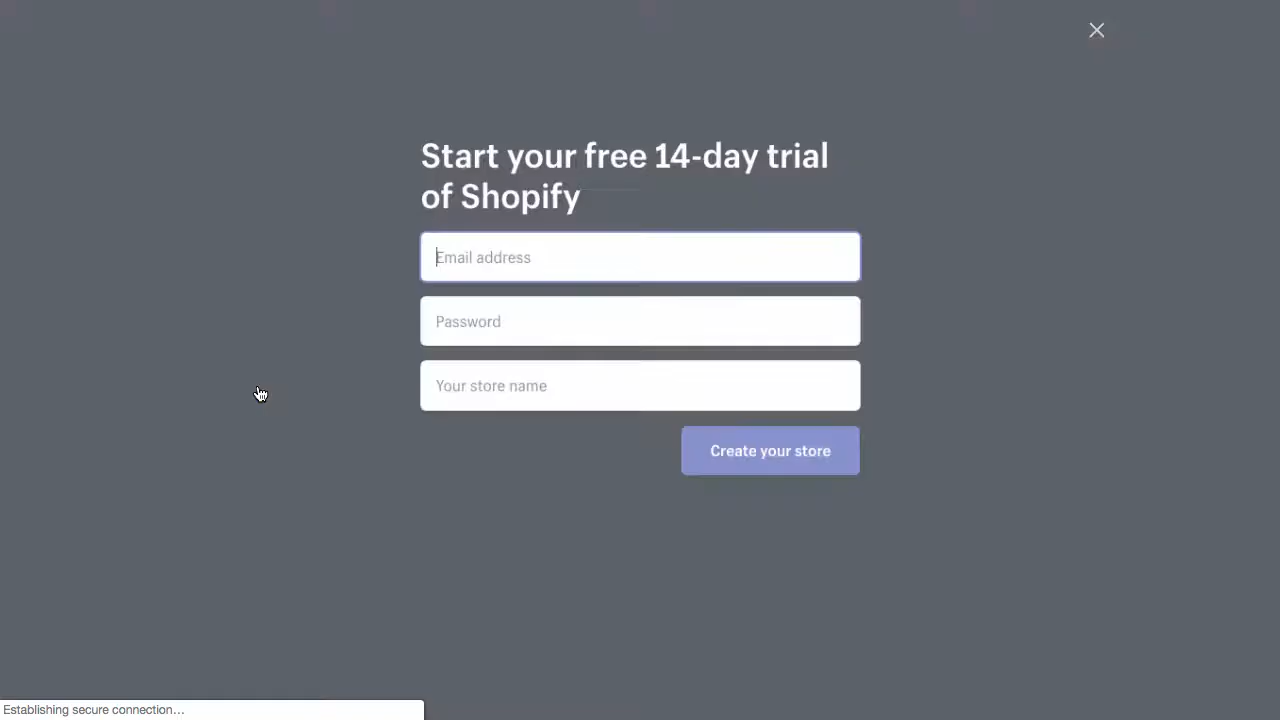 Start your free 14-day trial
of Shopify
Email address
Password
Your store name
Create your store
Establishing secure connection...